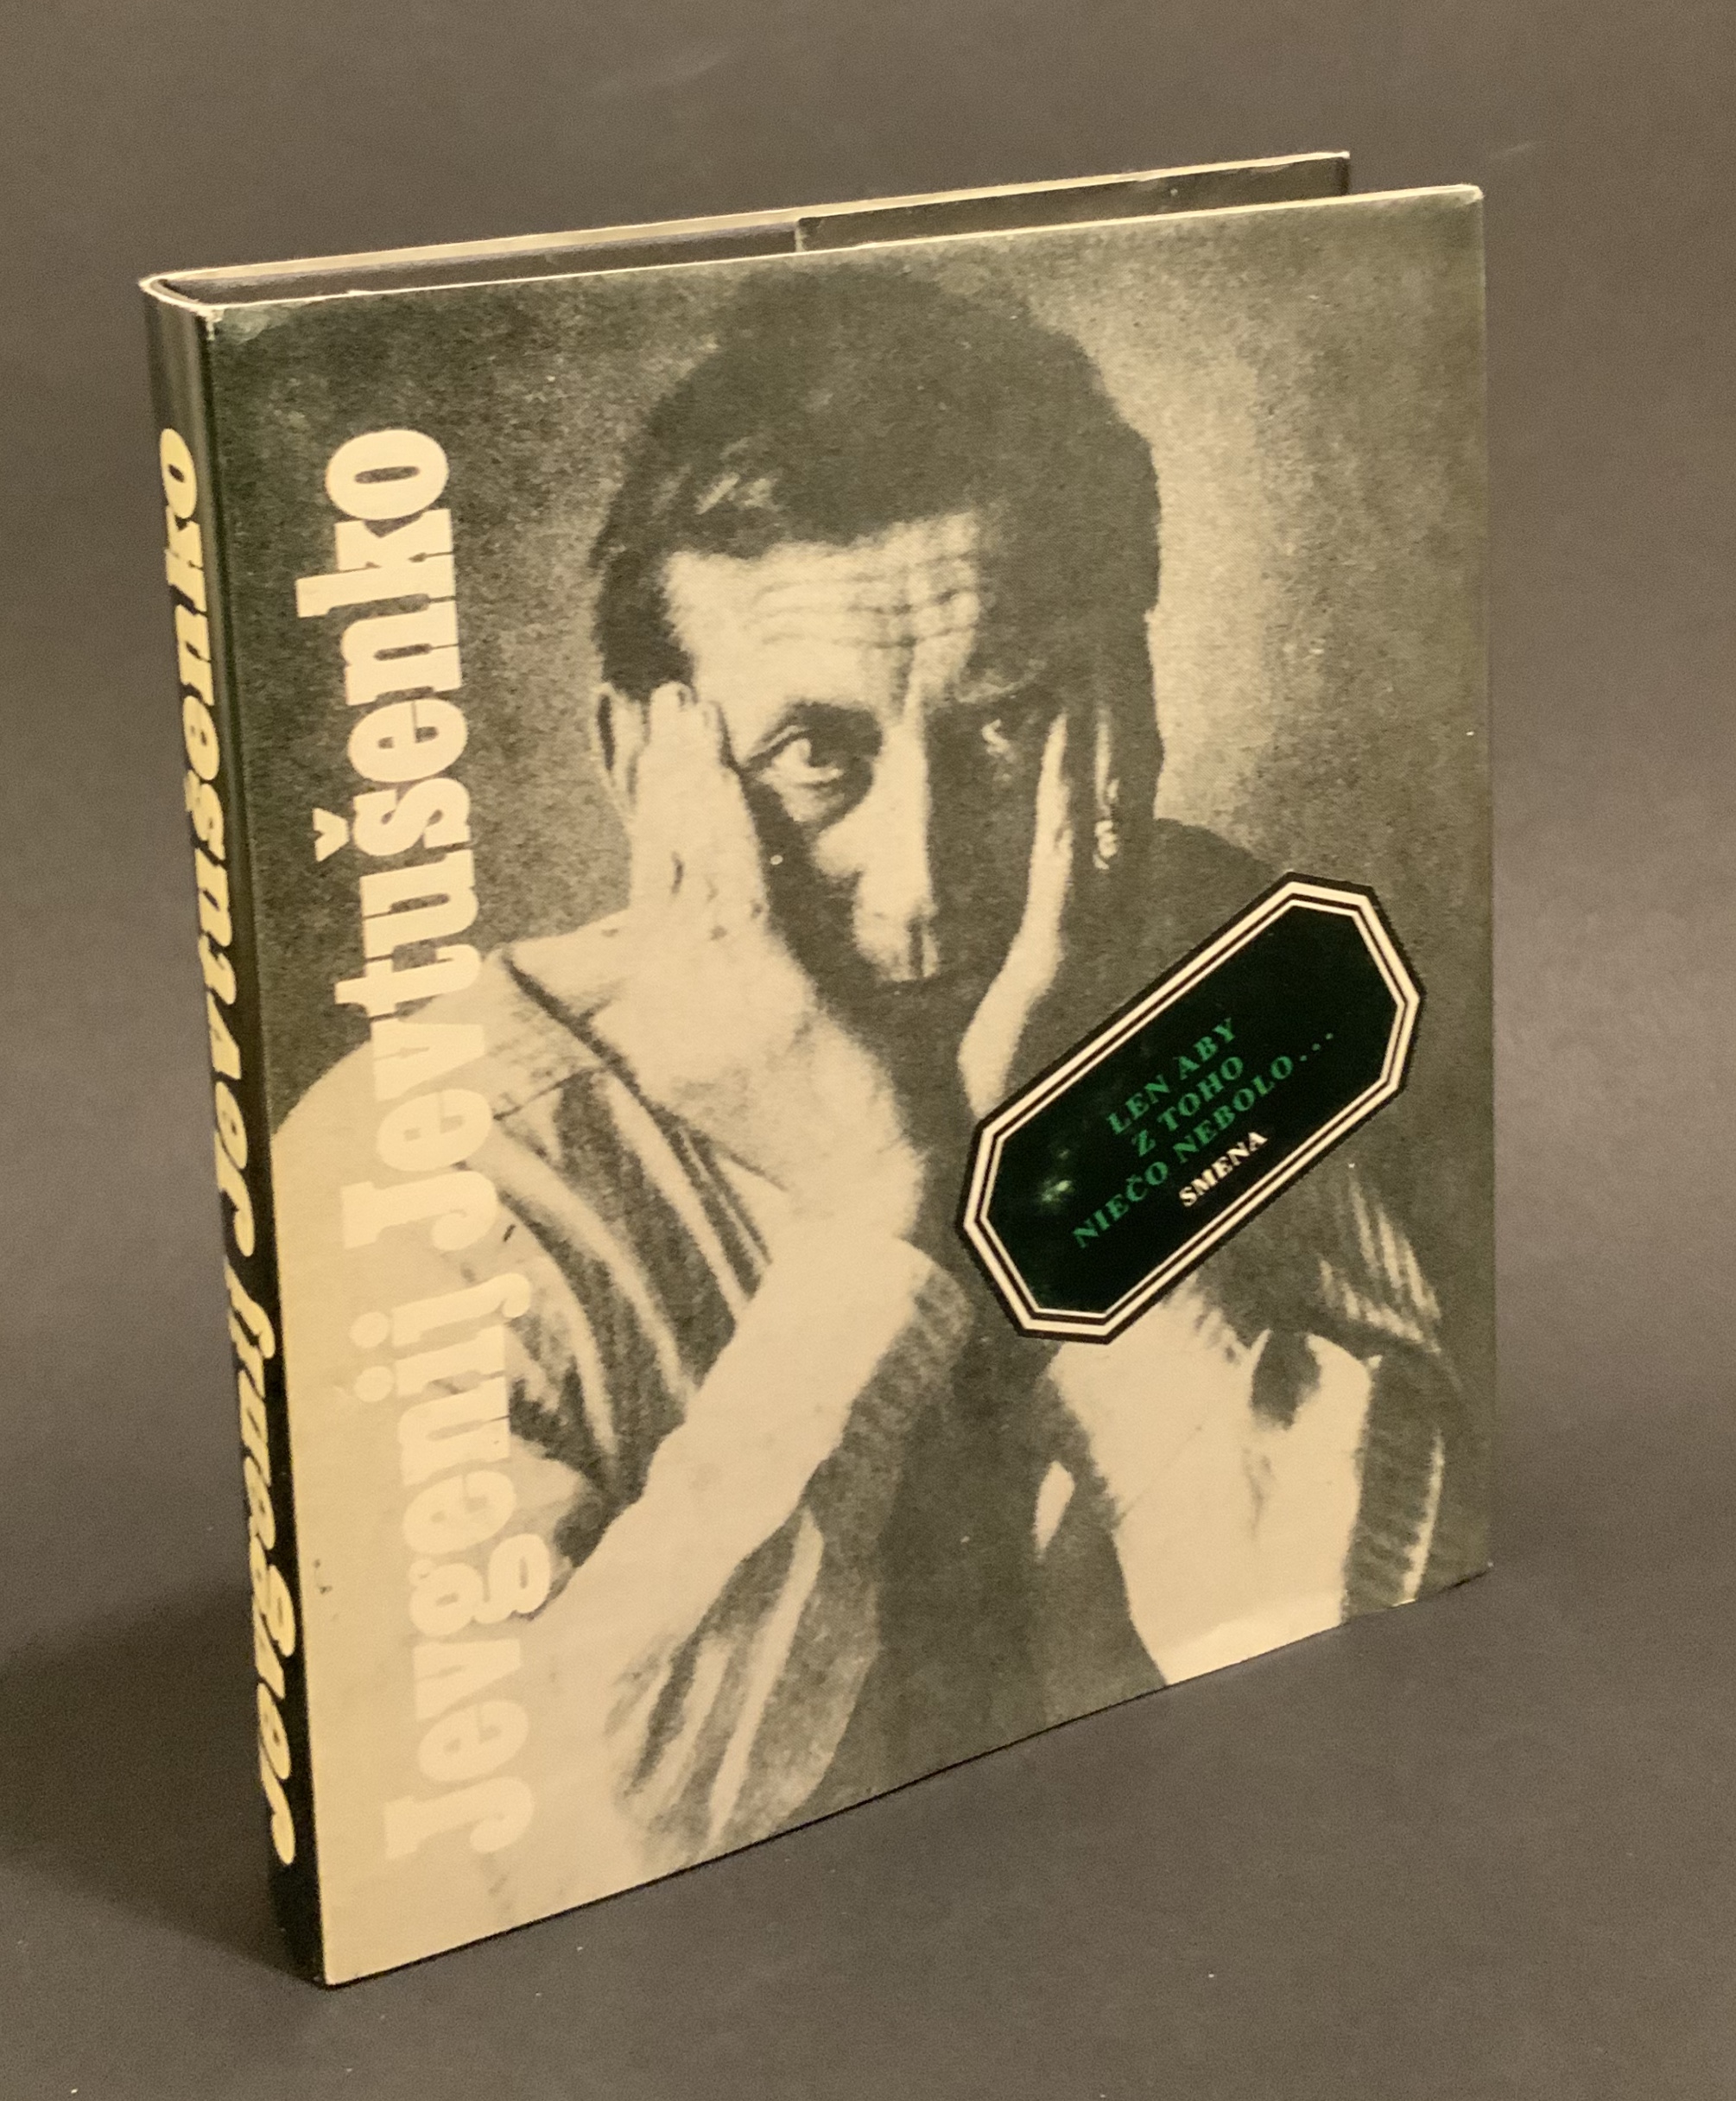 Jevgenij Jevtušenko
Jevgenij Jevtušenko
LEN ABY
Z TOHO
NIEČO NEBOLO...
SMENA